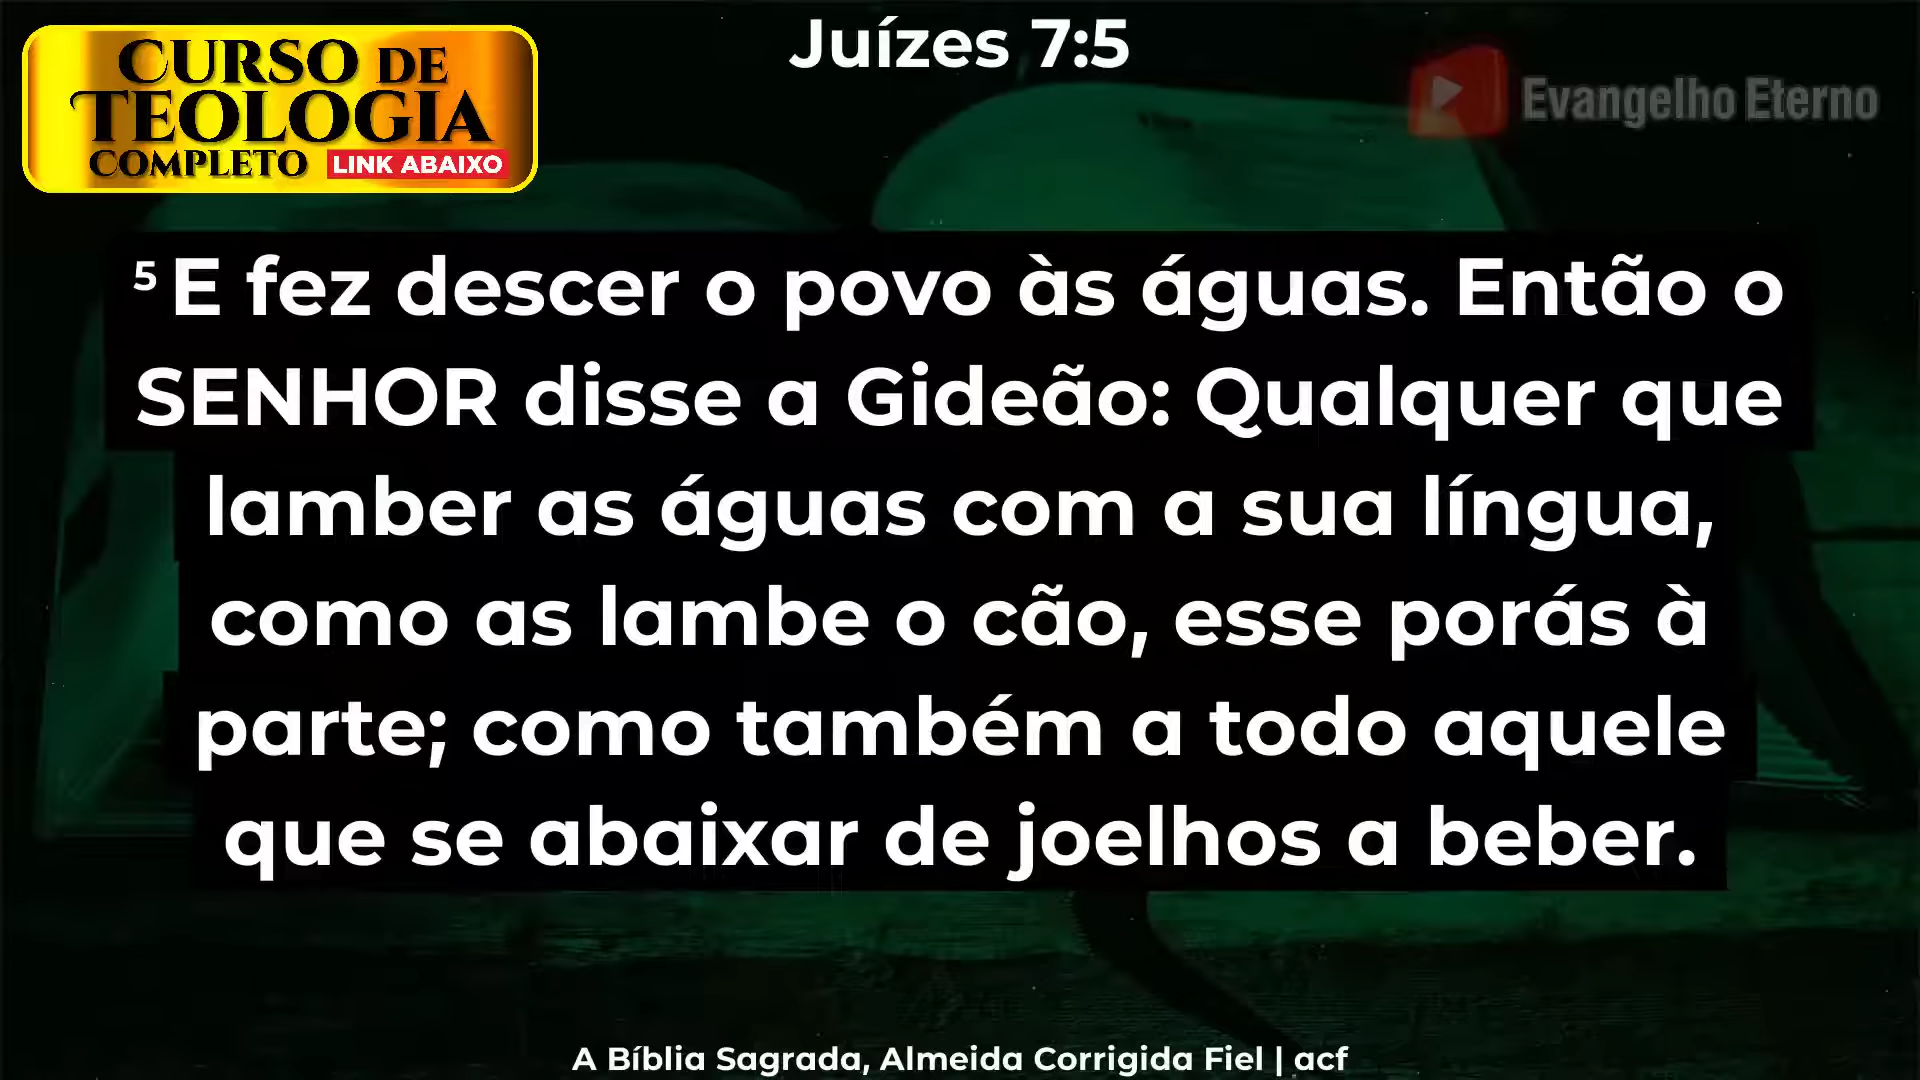 Juízes 7:5
CURSO DE
TEOLOGIA
COMPLETO LINK ABAIXO
Evangelho Eterno
5 E fez descer o povo às águas. Então o
SENHOR disse a Gideão: Qualquer que
lamber as águas com a sua língua,
como as lambe o cão, esse porás à
parte; como também a todo aquele
que se abaixar de joelhos a beber.
A Bíblia Sagrada, Almeida Corrigida Fiel | acf